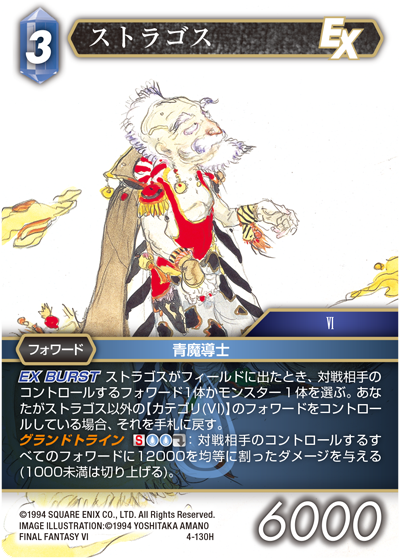 3
ストラゴス
EX
VI
フォワード
青魔導士
EX BURST ストラゴスがフィールドに出たとき、対戦相手の
コントロールするフォワード1体かモンスター1体を選ぶ。あな
たがストラゴス以外の【カテゴリ(VI)】のフォワードをコントロー
ルしている場合、それを手札に戻す。
グランドトライン S : 対戦相手のコントロールするす
べてのフォワードに12000を均等に割ったダメージを与える
(1000未満は切り上げる)。
©1994 SQUARE ENIX CO., LTD. All Rights Reserved.
IMAGE ILLUSTRATION:©1994 YOSHITAKA AMANO
FINAL FANTASY VI
4-130H
6000